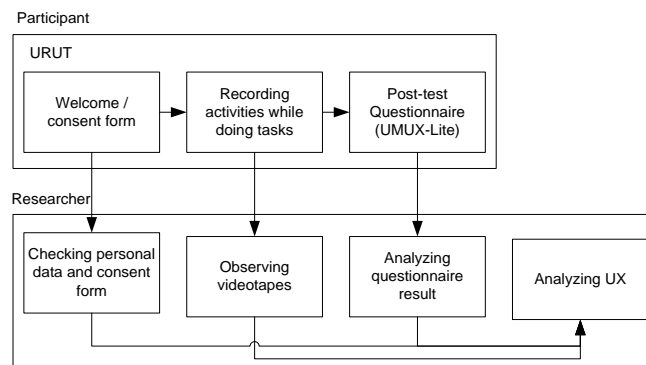 Participant
URUT
Welcome /
consent form
Recording
activities while
doing tasks
Post-test
Questionnaire
(UMUX-Lite)
Researcher
Checking personal
data and consent
form
Observing
videotapes
Analyzing
questionnaire
result
Analyzing UX